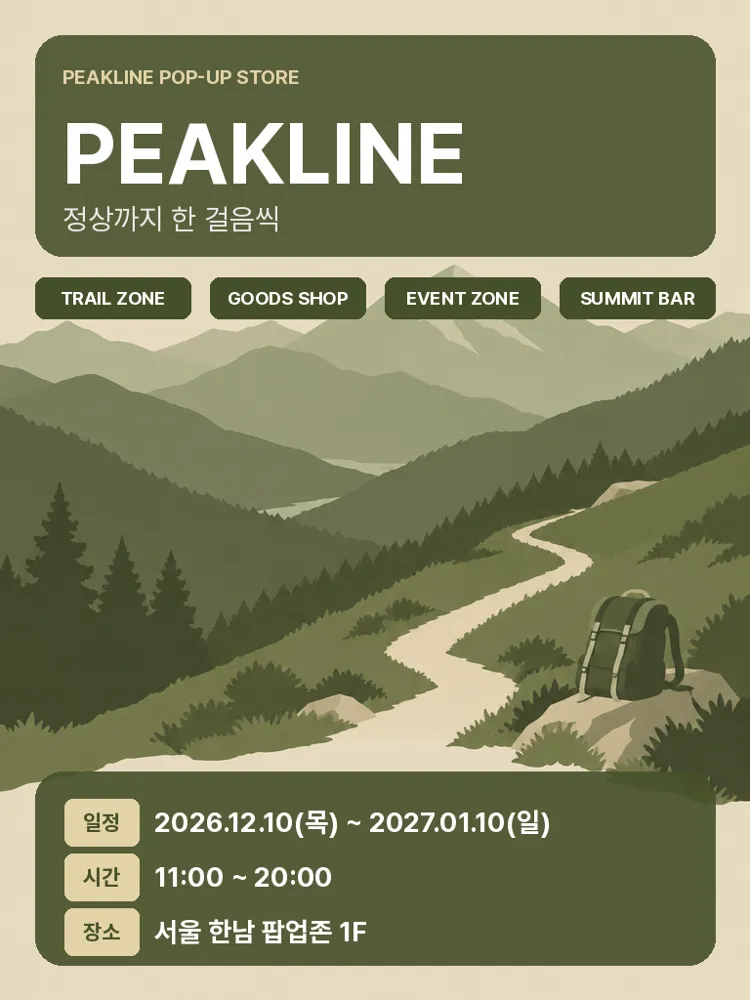 PEAKLINE POP-UP STORE
PEAKLINE
정상까지 한 걸음씩
TRAIL ZONE
GOODS SHOP
EVENT ZONE
SUMMIT BAR
일정 2026.12.10(목) ~ 2027.01.10(일)
시간 11:00 ~ 20:00
장소 서울 한남 팝업존 1F